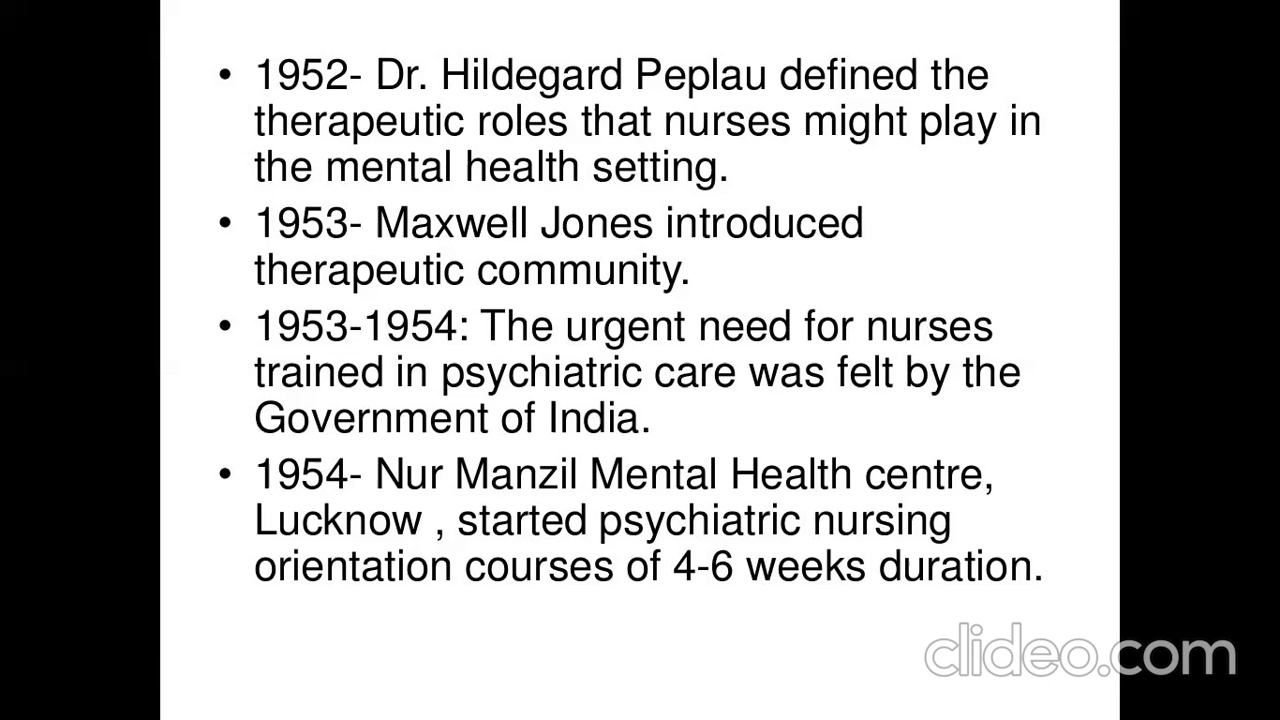 • 1952- Dr. Hildegard Peplau defined the
therapeutic roles that nurses might play in
the mental health setting.
• 1953- Maxwell Jones introduced
therapeutic community.
• 1953-1954: The urgent need for nurses
trained in psychiatric care was felt by the
Government of India.
• 1954- Nur Manzil Mental Health centre,
Lucknow , started psychiatric nursing
orientation courses of 4-6 weeks duration.
clideo.com